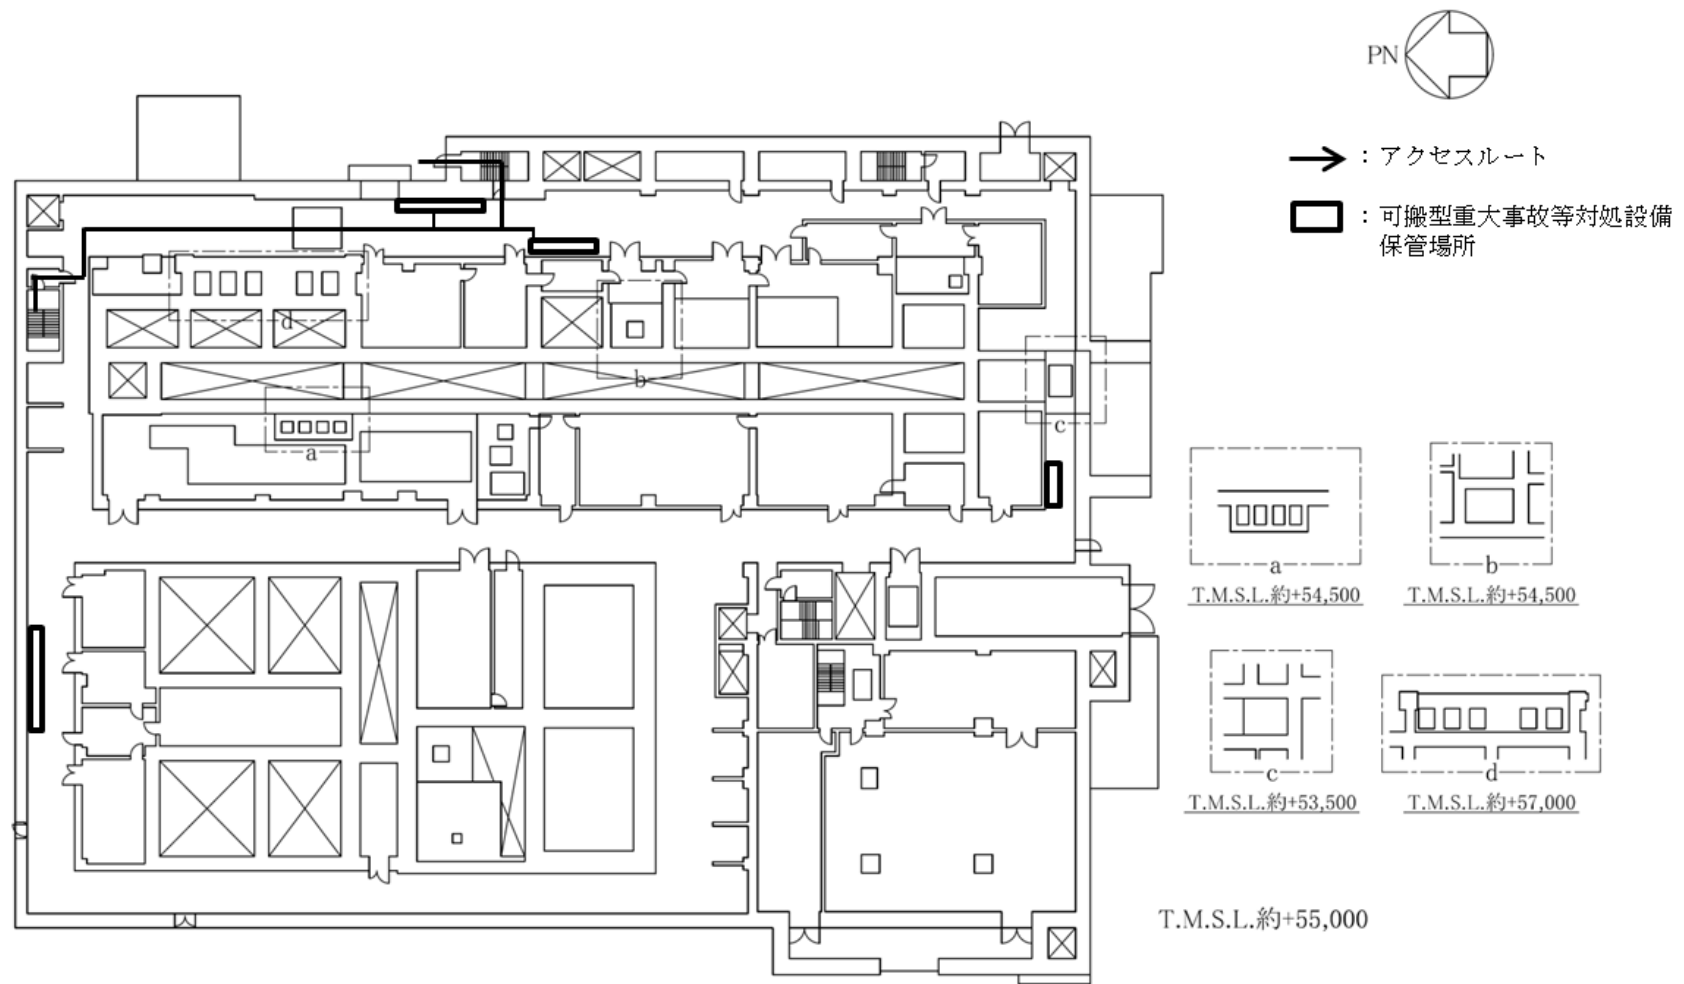 PN
：アクセスルート
：可搬型重大事故等対処設備
保管場所
d
b
a
c
a
T.M.S.L.約+54,500
b
T.M.S.L.約+54,500
c
T.M.S.L.約+53,500
d
T.M.S.L.約+57,000
T.M.S.L.約+55,000